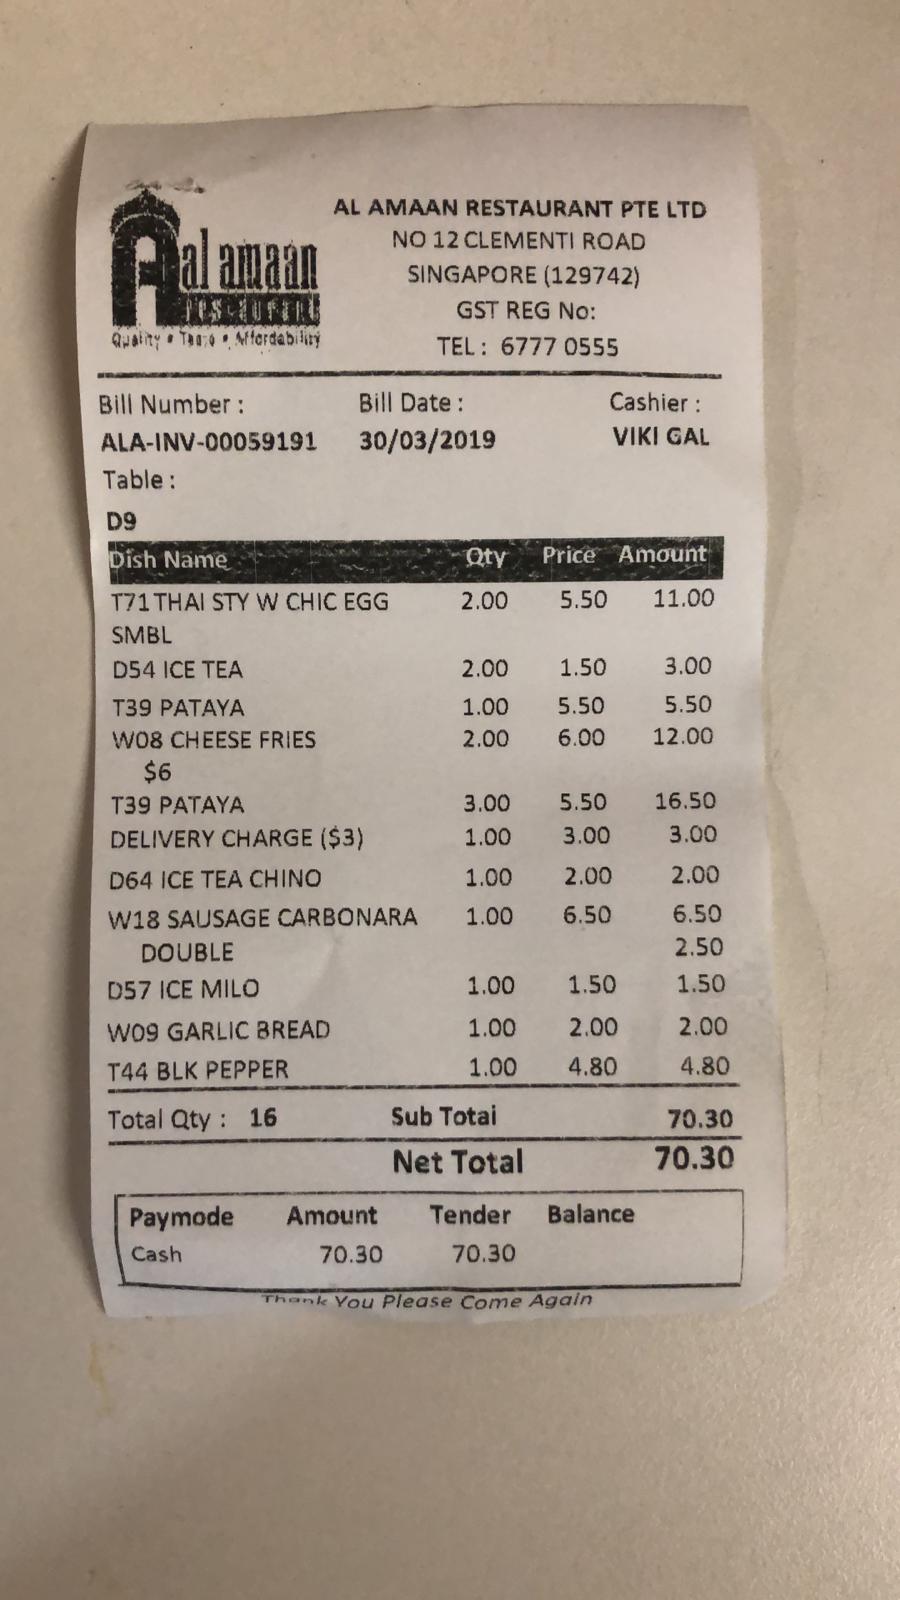 al amaan
restaurant
Quality • Taste • Affordability
AL AMAAN RESTAURANT PTE LTD
NO 12 CLEMENTI ROAD
SINGAPORE (129742)
GST REG No:
TEL : 6777 0555
Bill Number : Bill Date : Cashier :
ALA-INV-00059191 30/03/2019 VIKI GAL
Table :
D9
Dish Name Qty Price Amount
T71 THAI STY W CHIC EGG 2.00 5.50 11.00
SMBL
D54 ICE TEA 2.00 1.50 3.00
T39 PATAYA 1.00 5.50 5.50
W08 CHEESE FRIES 2.00 6.00 12.00
$6
T39 PATAYA 3.00 5.50 16.50
DELIVERY CHARGE ($3) 1.00 3.00 3.00
D64 ICE TEA CHINO 1.00 2.00 2.00
W18 SAUSAGE CARBONARA 1.00 6.50 6.50
DOUBLE 2.50
D57 ICE MILO 1.00 1.50 1.50
W09 GARLIC BREAD 1.00 2.00 2.00
T44 BLK PEPPER 1.00 4.80 4.80
Total Qty : 16 Sub Total 70.30
Net Total 70.30
Paymode Amount Tender Balance
Cash 70.30 70.30
Thank You Please Come Again